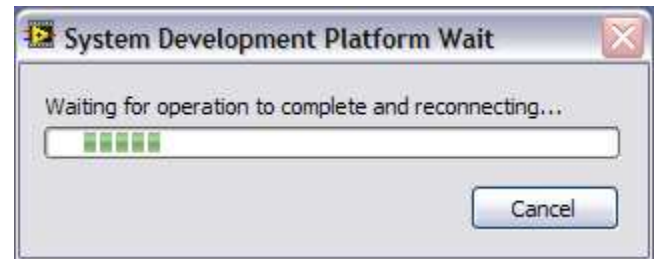 System Development Platform Wait
Waiting for operation to complete and reconnecting...
Cancel